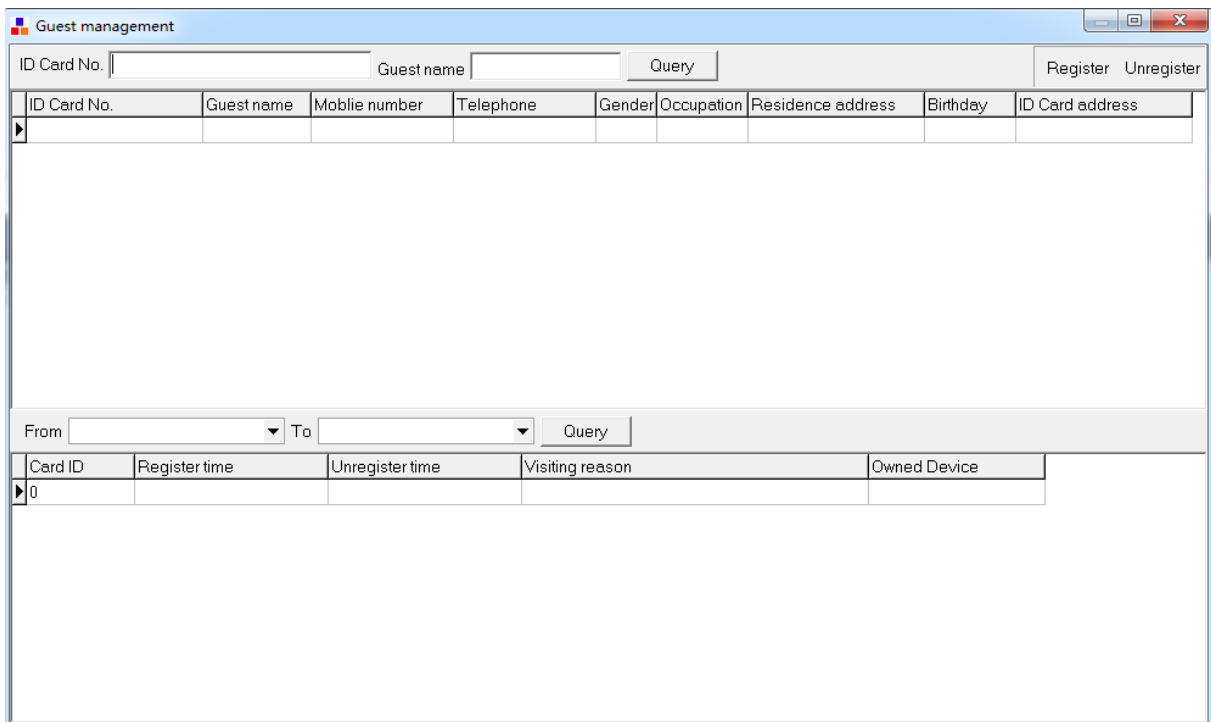 Guest management
ID Card No. Guest name Query Register Unregister
ID Card No. Guest name Moblie number Telephone Gender Occupation Residence address Birthday ID Card address
From To Query
Card ID Register time Unregister time Visiting reason Owned Device
0